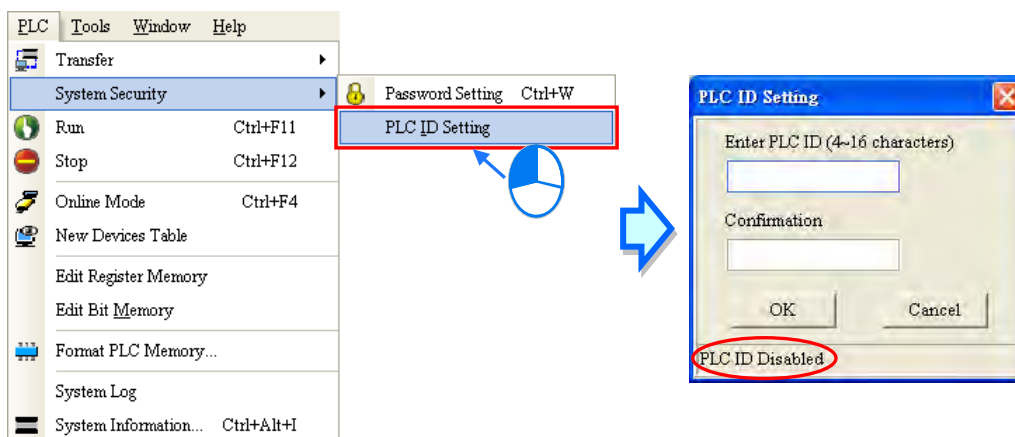 PLC Tools Window Help
Transfer
System Security
Password Setting Ctrl+W
PLC ID Setting
Run Ctrl+F11
Stop Ctrl+F12
Online Mode Ctrl+F4
New Devices Table
Edit Register Memory
Edit Bit Memory
Format PLC Memory...
System Log
System Information... Ctrl+Alt+I
PLC ID Setting
Enter PLC ID (4~16 characters)
Confirmation
OK Cancel
PLC ID Disabled